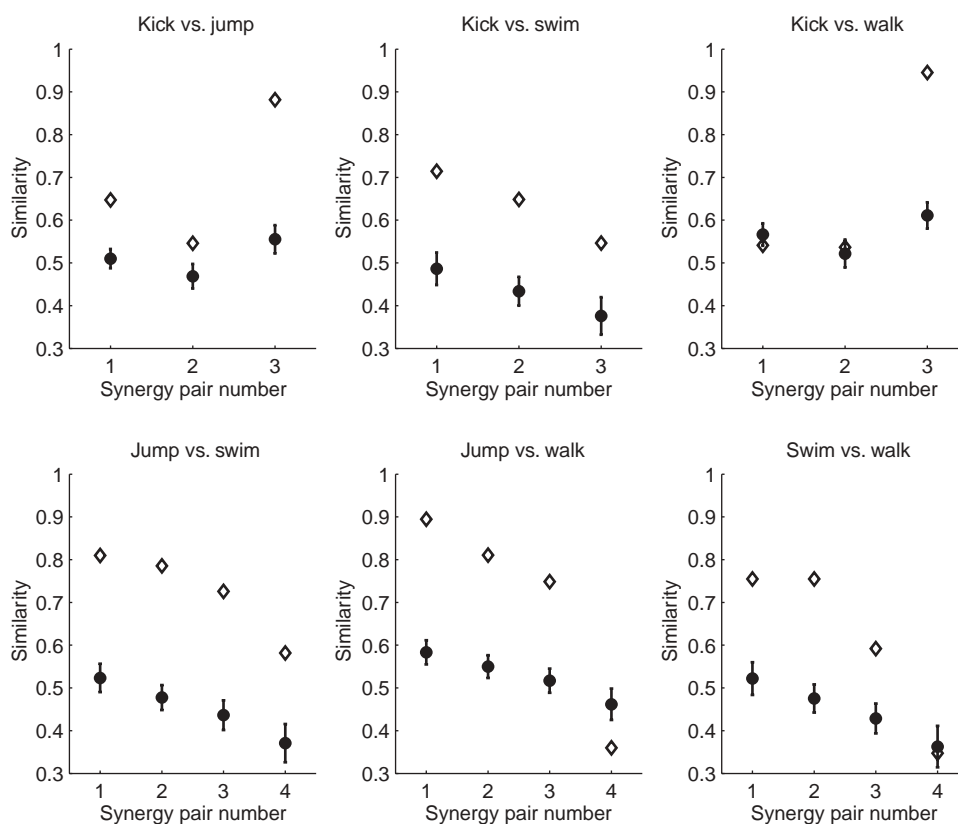 Kick vs. jump
Kick vs. swim
Kick vs. walk
1
0.9
0.8
0.7
0.6
0.5
0.4
0.3
Similarity
1 2 3
Synergy pair number
1
0.9
0.8
0.7
0.6
0.5
0.4
0.3
Similarity
1 2 3
Synergy pair number
1
0.9
0.8
0.7
0.6
0.5
0.4
0.3
Similarity
1 2 3
Synergy pair number
Jump vs. swim
Jump vs. walk
Swim vs. walk
1
0.9
0.8
0.7
0.6
0.5
0.4
0.3
Similarity
1 2 3 4
Synergy pair number
1
0.9
0.8
0.7
0.6
0.5
0.4
0.3
Similarity
1 2 3 4
Synergy pair number
1
0.9
0.8
0.7
0.6
0.5
0.4
0.3
Similarity
1 2 3 4
Synergy pair number